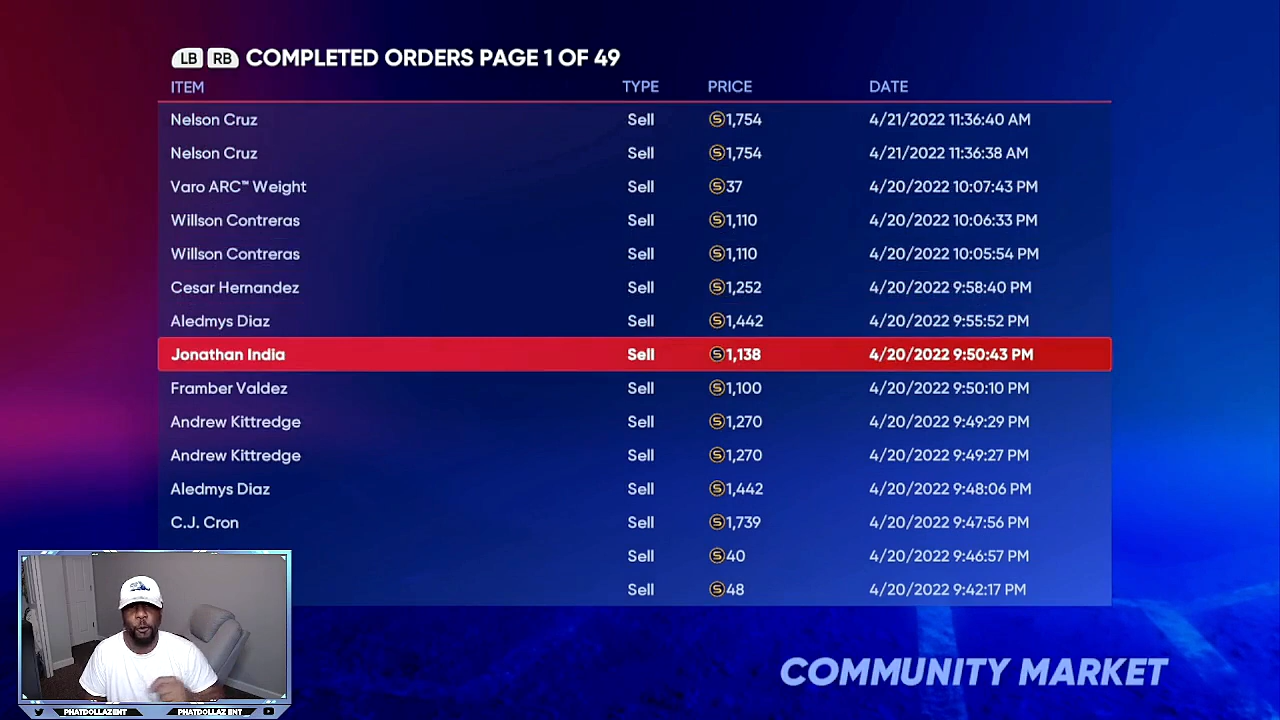 LB RB COMPLETED ORDERS PAGE 1 OF 49
ITEM TYPE PRICE DATE
Nelson Cruz Sell S 1,754 4/21/2022 11:36:40 AM
Nelson Cruz Sell S 1,754 4/21/2022 11:36:38 AM
Varo ARC™ Weight Sell S 37 4/20/2022 10:07:43 PM
Willson Contreras Sell S 1,110 4/20/2022 10:06:33 PM
Willson Contreras Sell S 1,110 4/20/2022 10:05:54 PM
Cesar Hernandez Sell S 1,252 4/20/2022 9:58:40 PM
Aledmys Diaz Sell S 1,442 4/20/2022 9:55:52 PM
Jonathan India Sell S 1,138 4/20/2022 9:50:43 PM
Framber Valdez Sell S 1,100 4/20/2022 9:50:10 PM
Andrew Kittredge Sell S 1,270 4/20/2022 9:49:29 PM
Andrew Kittredge Sell S 1,270 4/20/2022 9:49:27 PM
Aledmys Diaz Sell S 1,442 4/20/2022 9:48:06 PM
C.J. Cron Sell S 1,739 4/20/2022 9:47:56 PM
Sell S 40 4/20/2022 9:46:57 PM
Sell S 48 4/20/2022 9:42:17 PM
COMMUNITY MARKET
PHATDOLLAZENT PHATDOLLAZ ENT